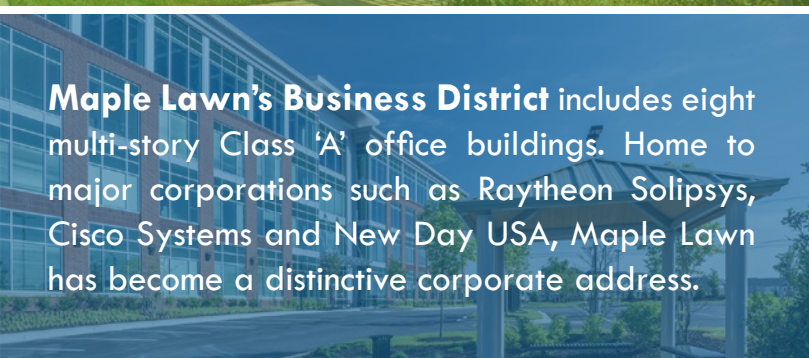 Maple Lawn’s Business District includes eight
multi-story Class ‘A’ office buildings. Home to
major corporations such as Raytheon Solipsys,
Cisco Systems and New Day USA, Maple Lawn
has become a distinctive corporate address.